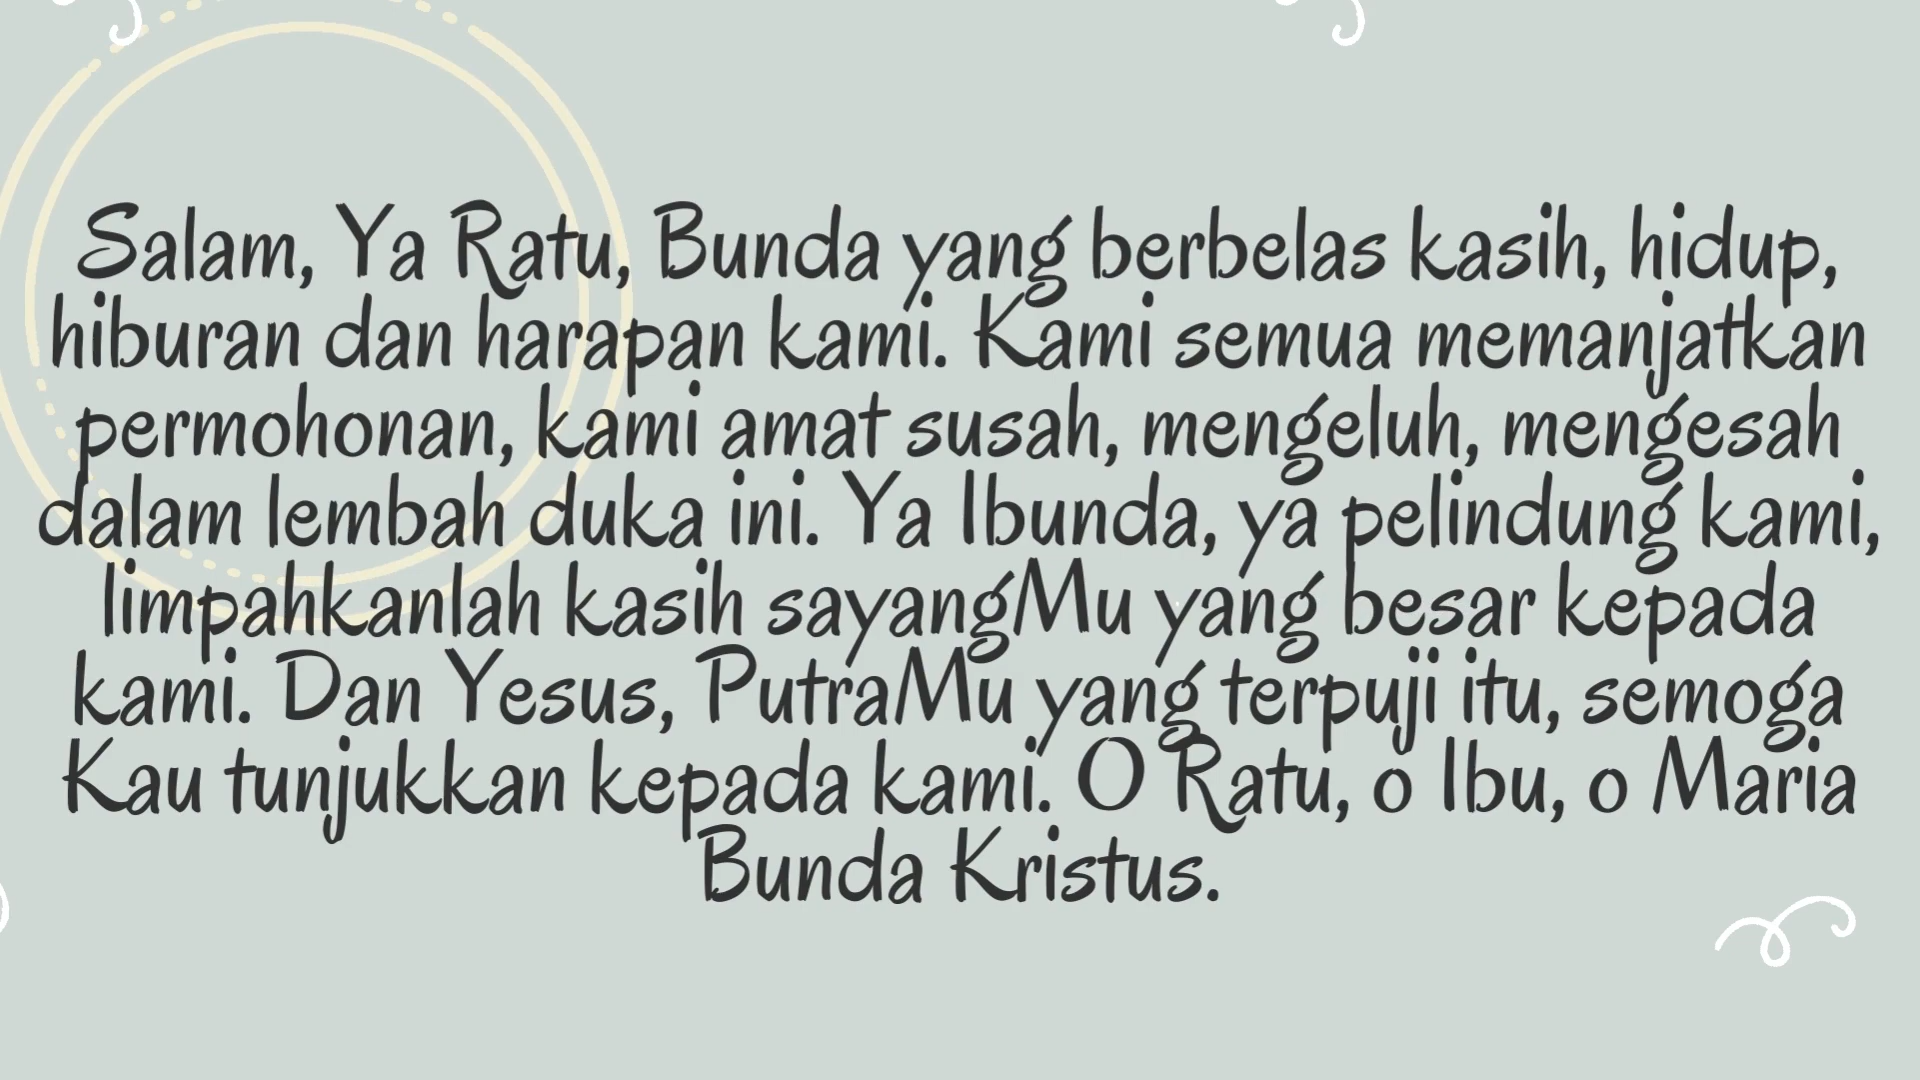 Salam, Ya Ratu, Bunda yang berbelas kasih, hidup,
hiburan dan harapan kami. Kami semua memanjatkan
permohonan, kami amat susah, mengeluh, mengesah
dalam lembah duka ini. Ya Ibunda, ya pelindung kami,
limpahkanlah kasih sayangMu yang besar kepada
kami. Dan Yesus, PutraMu yang terpuji itu, semoga
Kau tunjukkan kepada kami. O Ratu, o Ibu, o Maria
Bunda Kristus.